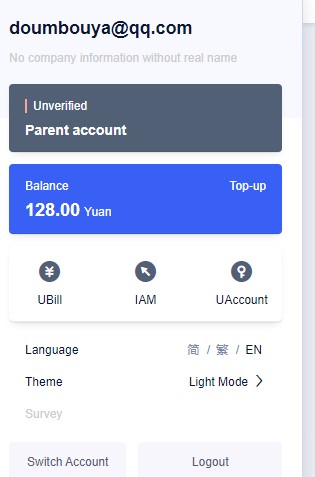 doumbouya@qq.com
No company information without real name
Unverified
Parent account
Balance Top-up
128.00 Yuan
UBill IAM UAccount
Language 简 / 繁 / EN
Theme Light Mode
Survey
Switch Account Logout